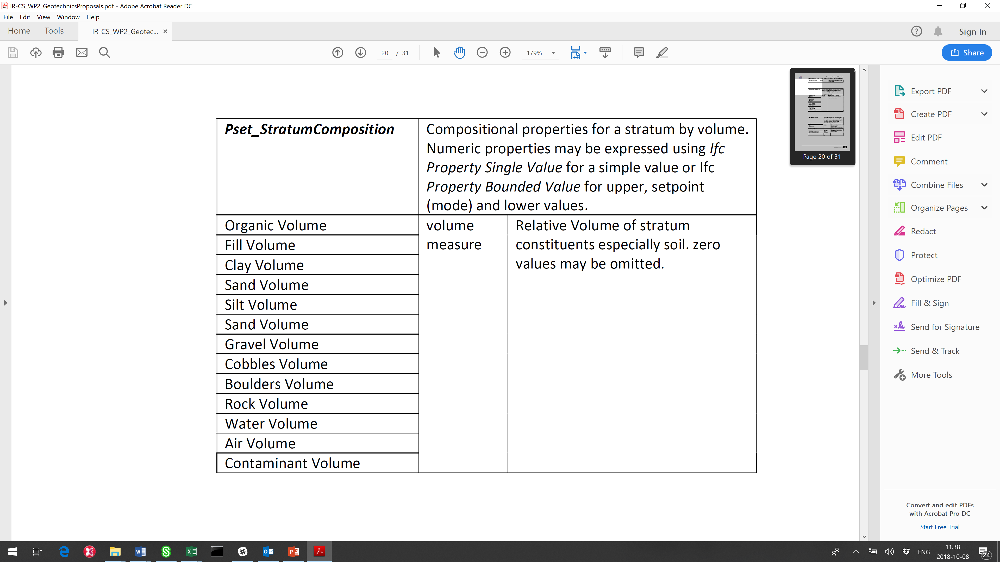 IR-CS_WP2_GeotechnicsProposals.pdf - Adobe Acrobat Reader DC
File Edit View Window Help
Home Tools IR-CS_WP2_Geotec... × Sign In
20 / 31 179% Share
Pset_StratumComposition
Compositional properties for a stratum by volume.
Numeric properties may be expressed using Ifc
Property Single Value for a simple value or Ifc
Property Bounded Value for upper, setpoint
(mode) and lower values.
Organic Volume
Fill Volume
Clay Volume
Sand Volume
Silt Volume
Sand Volume
Gravel Volume
Cobbles Volume
Boulders Volume
Rock Volume
Water Volume
Air Volume
Contaminant Volume
volume
measure
Relative Volume of stratum
constituents especially soil. zero
values may be omitted.
Page 20 of 31
Export PDF
Create PDF
Edit PDF
Comment
Combine Files
Organize Pages
Redact
Protect
Optimize PDF
Fill & Sign
Send for Signature
Send & Track
More Tools
Convert and edit PDFs
with Acrobat Pro DC
Start Free Trial
ENG
11:38
2018-10-08
24